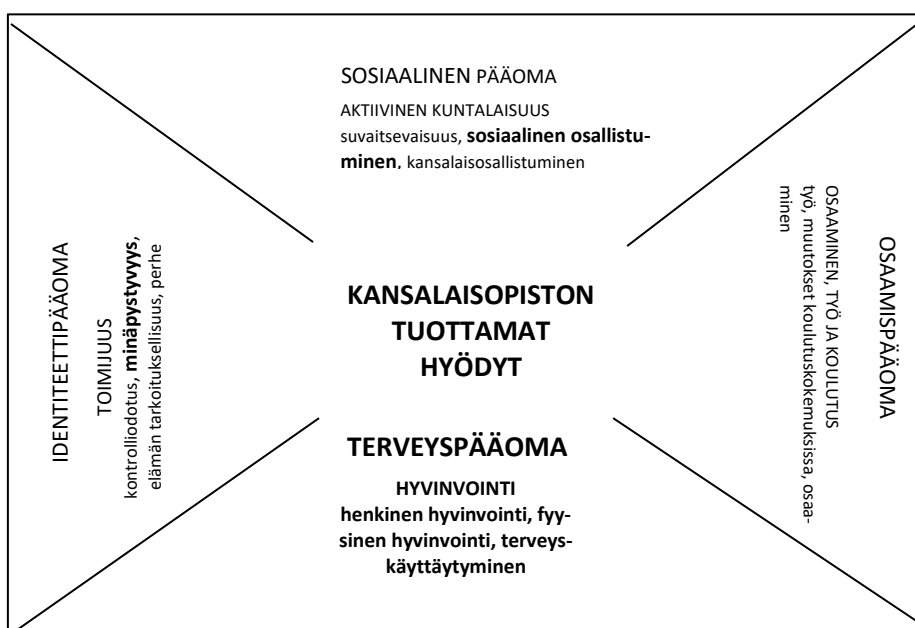 SOSIAALINEN PÄÄOMA
AKTIIVINEN KUNTALAISUUS
suvaitsevaisuus, sosiaalinen osallistu-
minen, kansalaisosallistuminen
IDENTITEETTIPÄÄOMA
TOIMIJUUS
kontrolliodotus, minäpystyvyys,
elämän tarkoituksellisuus, perhe
KANSALAISOPISTON
TUOTTAMAT
HYÖDYT
OSAAMISPÄÄOMA
OSAAMINEN, TYÖ JA KOULUTUS
työ, muutokset koulutuskokemuksissa, osaa-
minen
TERVEYSPÄÄOMA
HYVINVOINTI
henkinen hyvinvointi, fyy-
sinen hyvinvointi, terveys-
käyttäytyminen